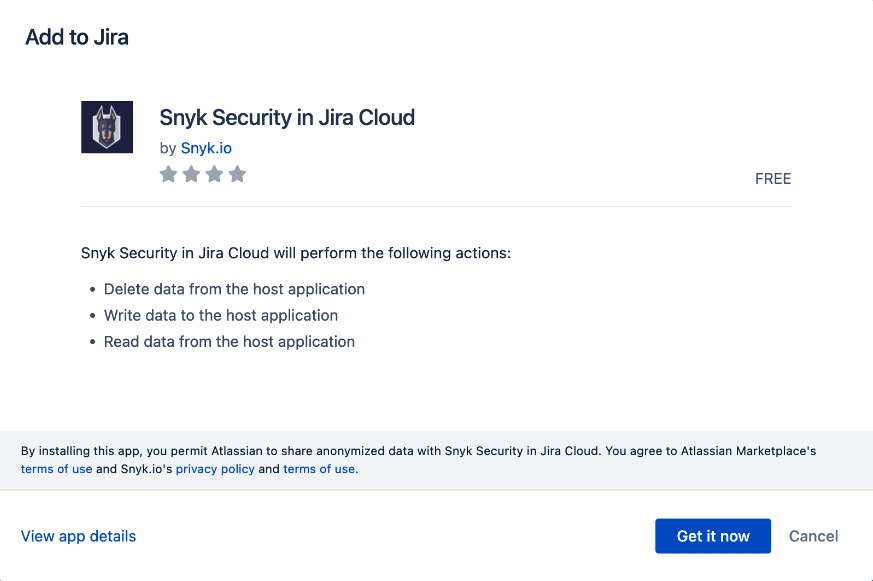 Add to Jira
Snyk Security in Jira Cloud
by Snyk.io
FREE
Snyk Security in Jira Cloud will perform the following actions:
• Delete data from the host application
• Write data to the host application
• Read data from the host application
By installing this app, you permit Atlassian to share anonymized data with Snyk Security in Jira Cloud. You agree to Atlassian Marketplace's
terms of use and Snyk.io's privacy policy and terms of use.
View app details
Get it now
Cancel